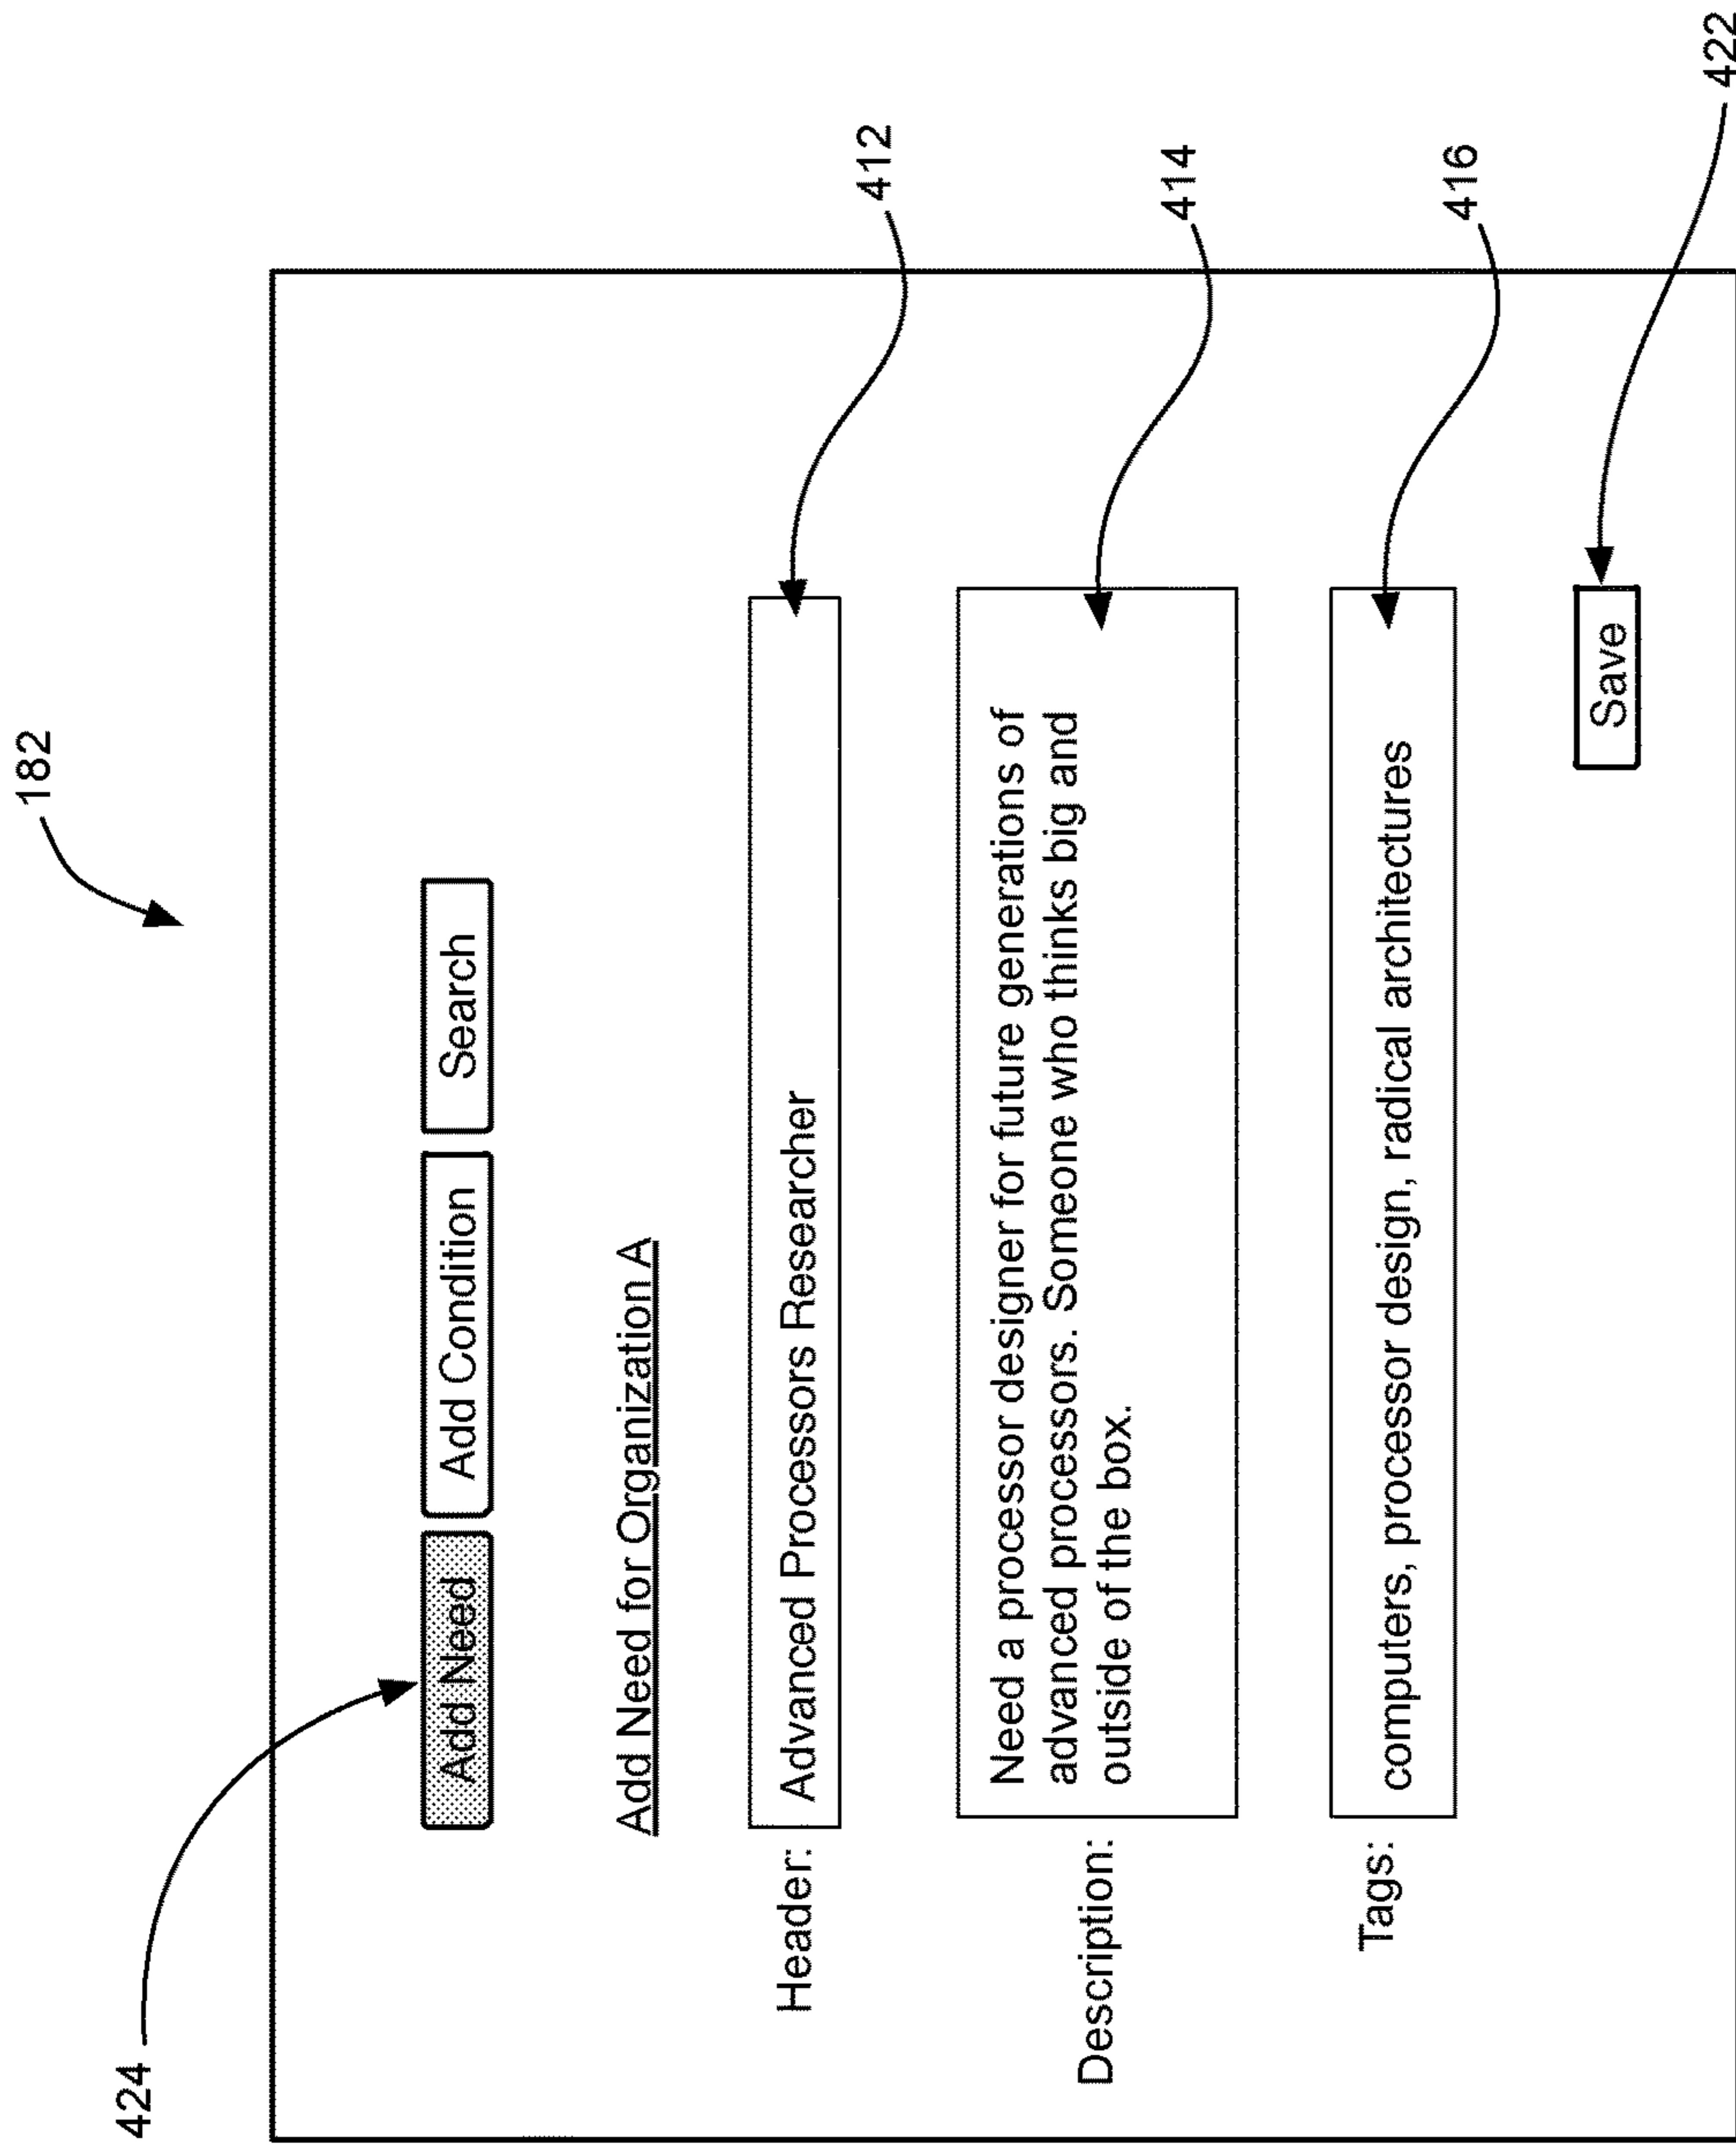 182
424
Add Need Add Condition Search
Add Need for Organization A
412
Header: Advanced Processors Researcher
414
Description: Need a processor designer for future generations of
advanced processors. Someone who thinks big and
outside of the box.
416
Tags: computers, processor design, radical architectures
Save
422